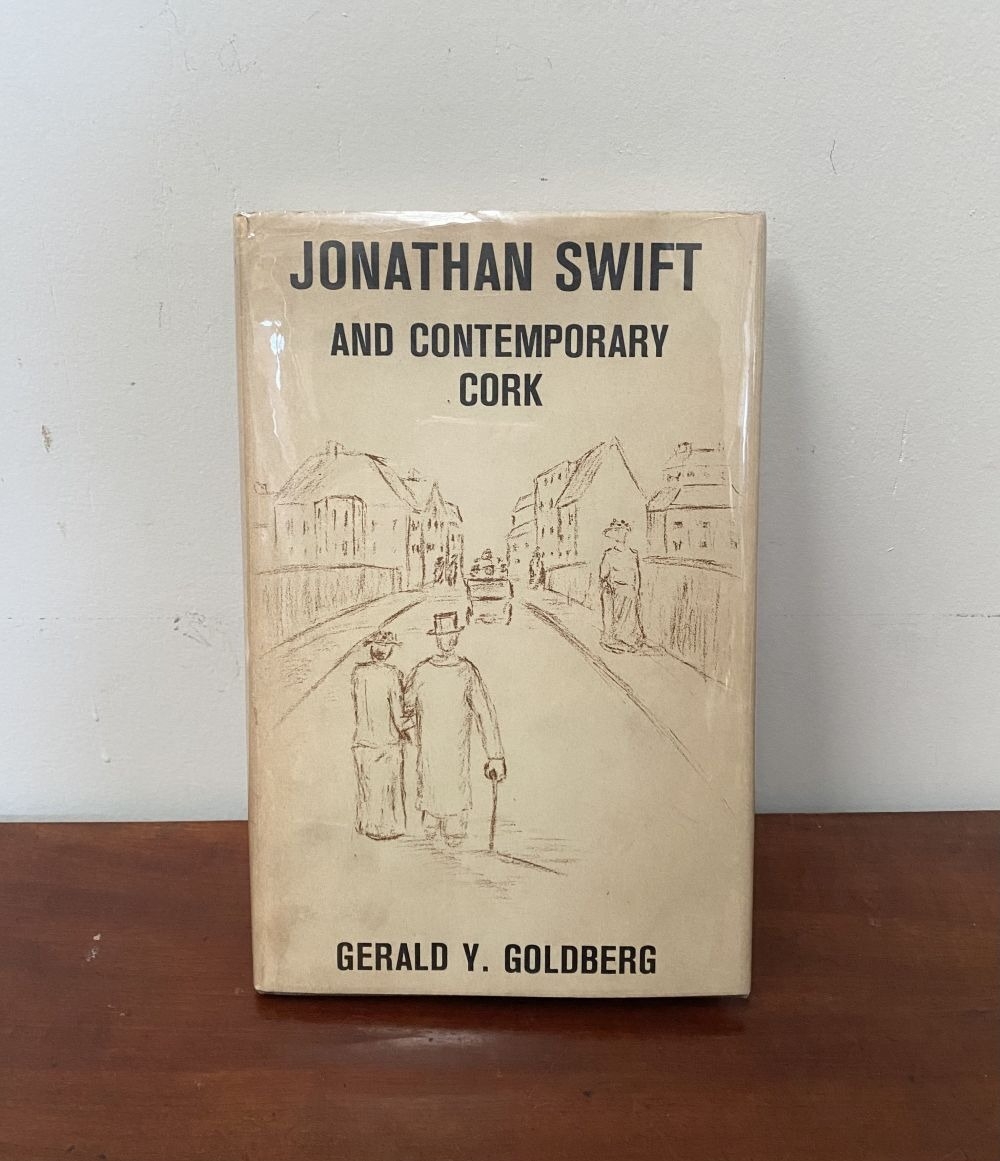 JONATHAN SWIFT
AND CONTEMPORARY
CORK
GERALD Y. GOLDBERG